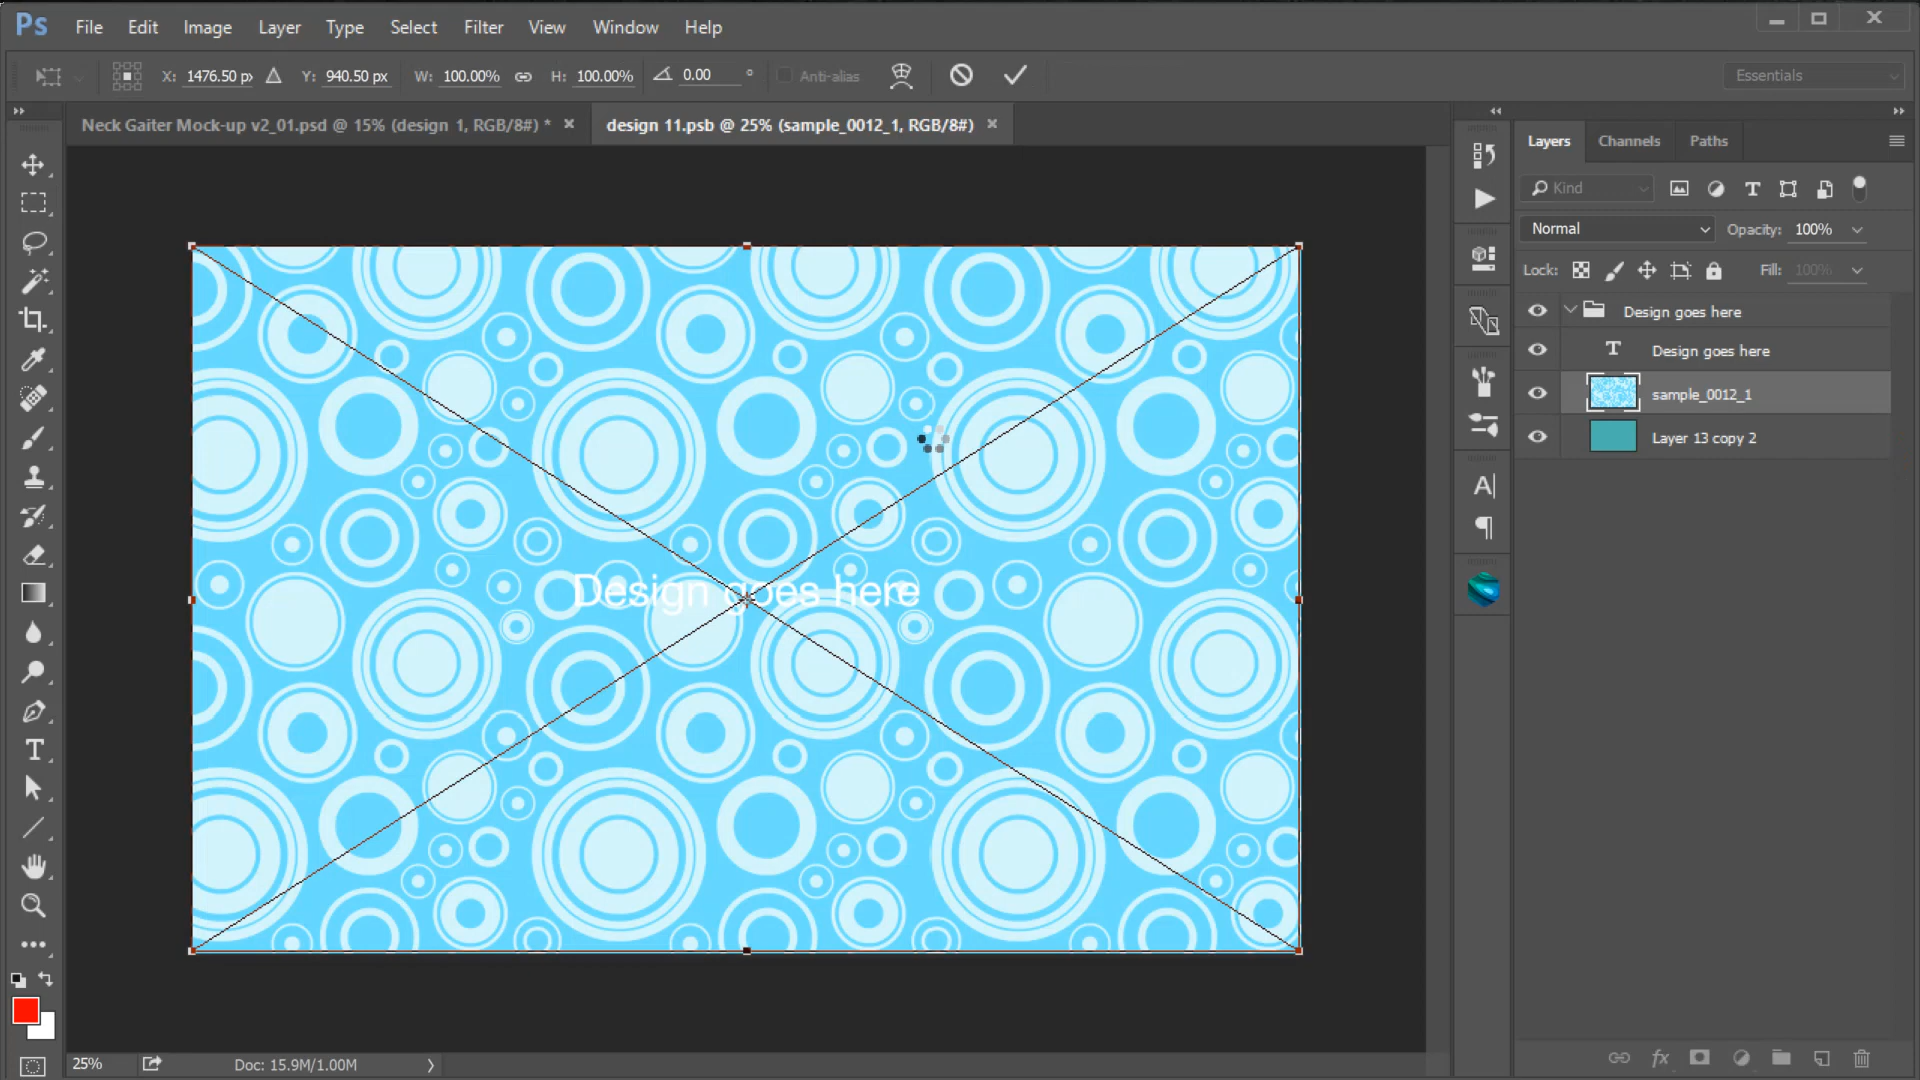 Ps File Edit Image Layer Type Select Filter View Window Help
X: 1476.50 px Y: 940.50 px W: 100.00% H: 100.00% 0.00 ° Anti-alias Essentials
Neck Gaiter Mock-up v2_01.psd @ 15% (design 1, RGB/8#) * design 11.psb @ 25% (sample_0012_1, RGB/8#)
Layers Channels Paths
Kind
Normal Opacity: 100%
Lock: Fill: 100%
Design goes here
Design goes here
sample_0012_1
Layer 13 copy 2
Design goes here
25% Doc: 15.9M/1.00M